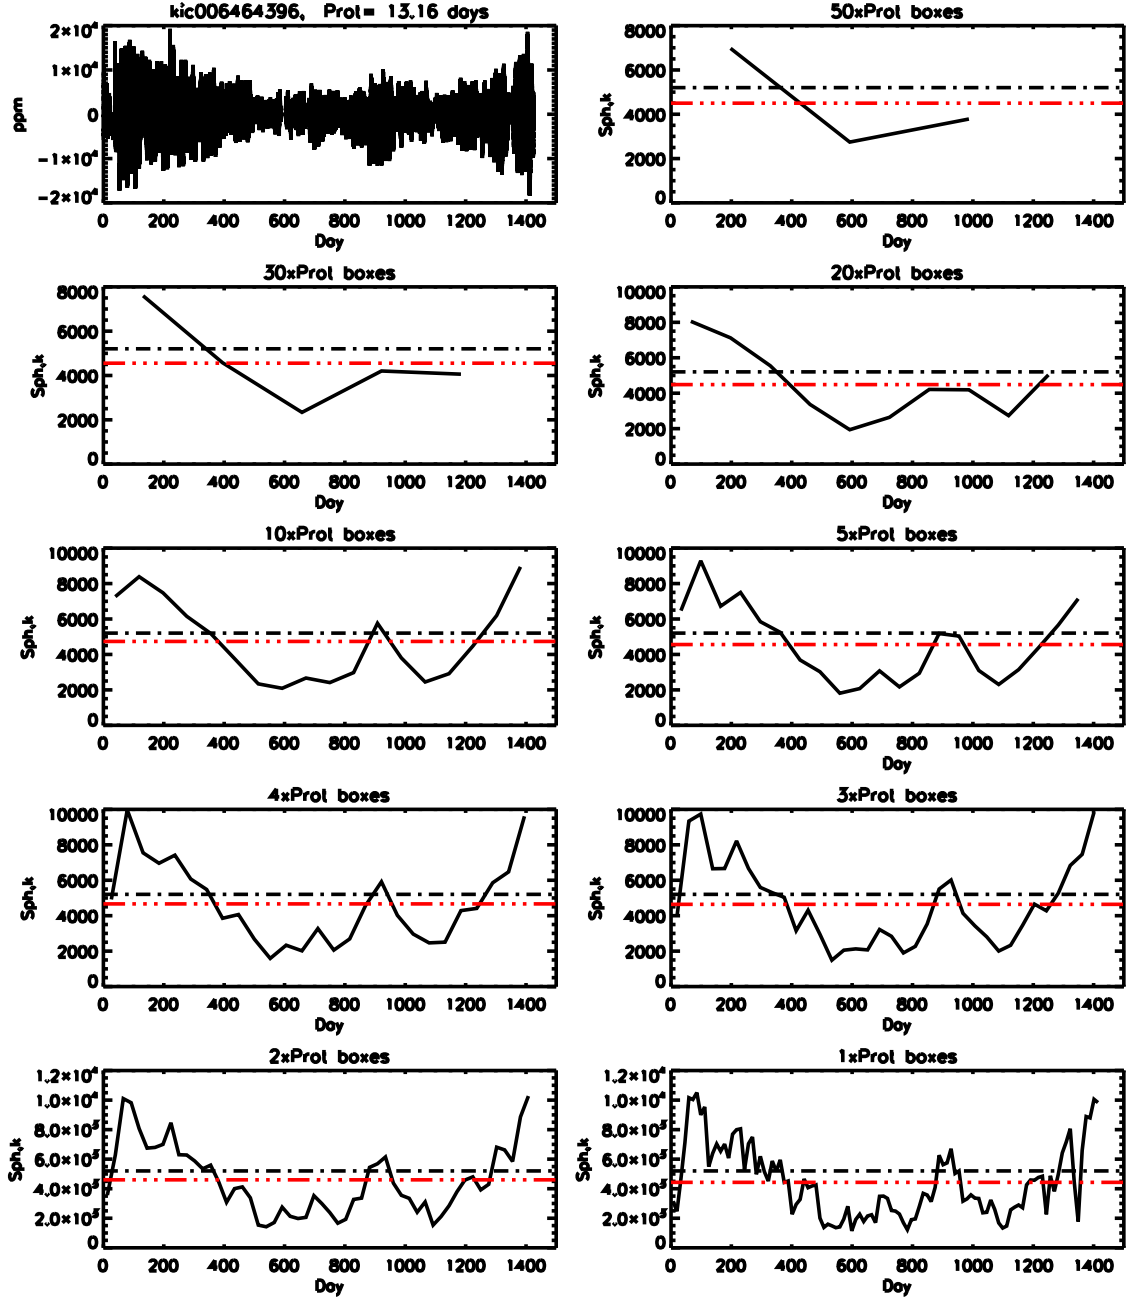 kic006464396, Prot= 13.16 days
50xProt boxes
2×10⁴
1×10⁴
0
−1×10⁴
−2×10⁴
ppm
0 200 400 600 800 1000 1200 1400
Day
8000
6000
4000
2000
0
Sph,k
0 200 400 600 800 1000 1200 1400
Day
30xProt boxes
20xProt boxes
8000
6000
4000
2000
0
Sph,k
0 200 400 600 800 1000 1200 1400
Day
10000
8000
6000
4000
2000
0
Sph,k
0 200 400 600 800 1000 1200 1400
Day
10xProt boxes
5xProt boxes
10000
8000
6000
4000
2000
0
Sph,k
0 200 400 600 800 1000 1200 1400
10000
8000
6000
4000
2000
0
Sph,k
0 200 400 600 800 1000 1200 1400
Day
4xProt boxes
3xProt boxes
10000
8000
6000
4000
2000
0
Sph,k
0 200 400 600 800 1000 1200 1400
Day
10000
8000
6000
4000
2000
0
Sph,k
0 200 400 600 800 1000 1200 1400
Day
2xProt boxes
1xProt boxes
1.2×10⁴
1.0×10⁴
8.0×10³
6.0×10³
4.0×10³
2.0×10³
0
Sph,k
0 200 400 600 800 1000 1200 1400
Day
1.2×10⁴
1.0×10⁴
8.0×10³
6.0×10³
4.0×10³
2.0×10³
0
Sph,k
0 200 400 600 800 1000 1200 1400
Day